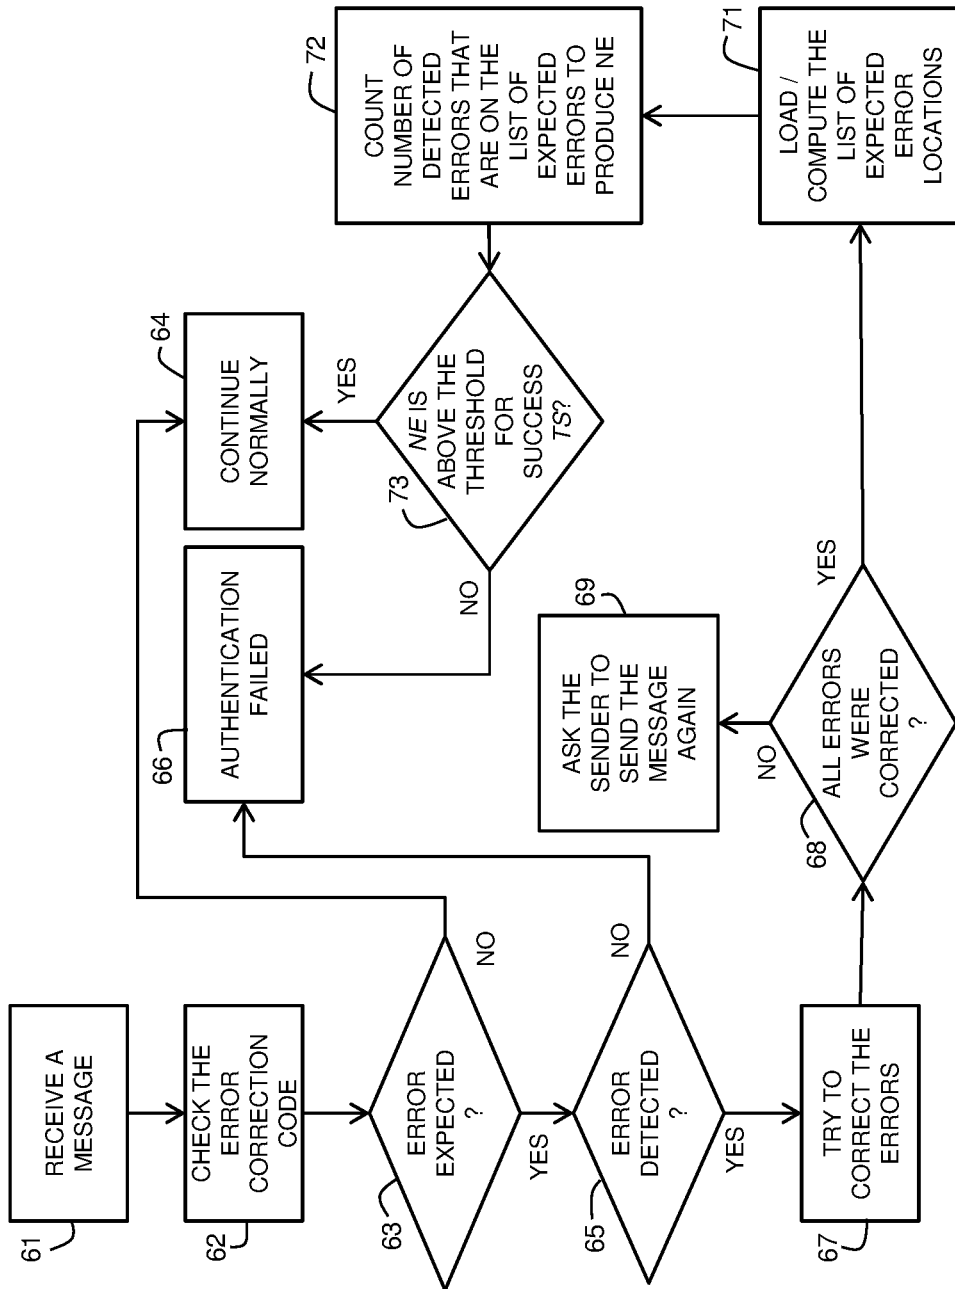 61
RECEIVE A
MESSAGE
62
CHECK THE
ERROR
CORRECTION
CODE
63
ERROR
EXPECTED
?
NO
YES
64
CONTINUE
NORMALLY
65
ERROR
DETECTED
?
NO
YES
66
AUTHENTICATION
FAILED
67
TRY TO
CORRECT THE
ERRORS
68
ALL ERRORS
WERE
CORRECTED
?
NO
YES
69
ASK THE
SENDER TO
SEND THE
MESSAGE
AGAIN
71
LOAD /
COMPUTE THE
LIST OF
EXPECTED
ERROR
LOCATIONS
72
COUNT
NUMBER OF
DETECTED
ERRORS THAT
ARE ON THE
LIST OF
EXPECTED
ERRORS TO
PRODUCE NE
73
NE IS
ABOVE THE
THRESHOLD
FOR
SUCCESS
TS?
NO
YES